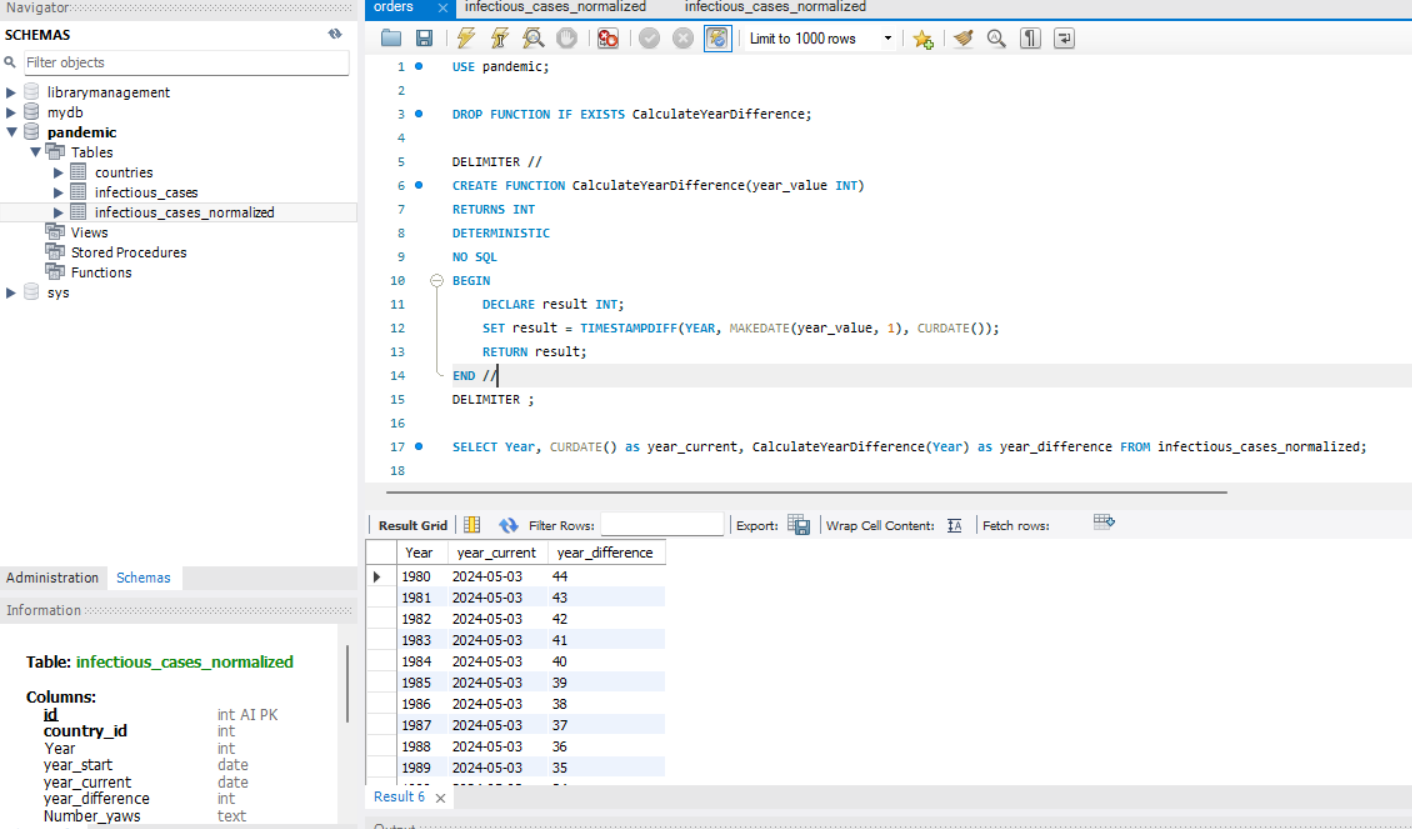 Navigator
SCHEMAS
Filter objects
librarymanagement
mydb
pandemic
Tables
countries
infectious_cases
infectious_cases_normalized
Views
Stored Procedures
Functions
sys
Administration Schemas
Information
Table: infectious_cases_normalized
Columns:
id int AI PK
country_id int
Year int
year_start date
year_current date
year_difference int
Number_yaws text
orders infectious_cases_normalized infectious_cases_normalized
Limit to 1000 rows
1 USE pandemic;
2
3 DROP FUNCTION IF EXISTS CalculateYearDifference;
4
5 DELIMITER //
6 CREATE FUNCTION CalculateYearDifference(year_value INT)
7 RETURNS INT
8 DETERMINISTIC
9 NO SQL
10 BEGIN
11 DECLARE result INT;
12 SET result = TIMESTAMPDIFF(YEAR, MAKEDATE(year_value, 1), CURDATE());
13 RETURN result;
14 END //
15 DELIMITER ;
16
17 SELECT Year, CURDATE() as year_current, CalculateYearDifference(Year) as year_difference FROM infectious_cases_normalized;
18
Result Grid Filter Rows: Export: Wrap Cell Content: Fetch rows:
Year year_current year_difference
1980 2024-05-03 44
1981 2024-05-03 43
1982 2024-05-03 42
1983 2024-05-03 41
1984 2024-05-03 40
1985 2024-05-03 39
1986 2024-05-03 38
1987 2024-05-03 37
1988 2024-05-03 36
1989 2024-05-03 35
Result 6